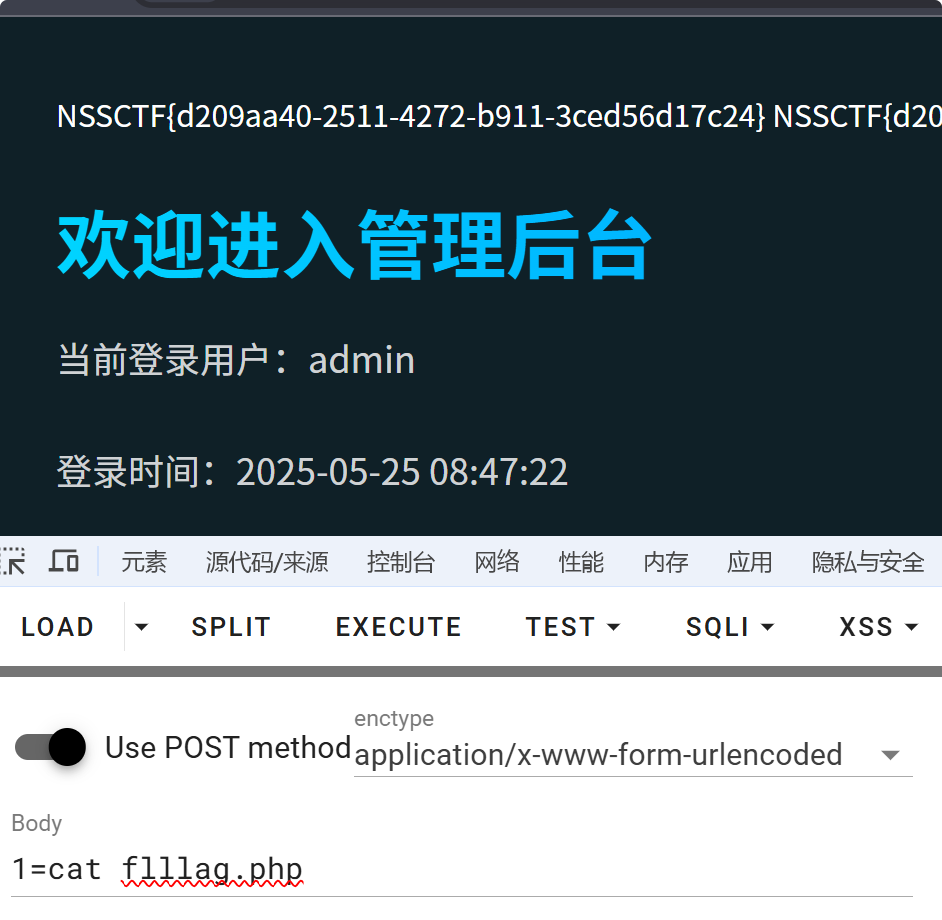 NSSCTF{d209aa40-2511-4272-b911-3ced56d17c24} NSSCTF{d20
欢迎进入管理后台
当前登录用户：admin
登录时间：2025-05-25 08:47:22
元素 源代码/来源 控制台 网络 性能 内存 应用 隐私与安全
LOAD SPLIT EXECUTE TEST SQLI XSS
enctype
Use POST method application/x-www-form-urlencoded
Body
1=cat flllag.php